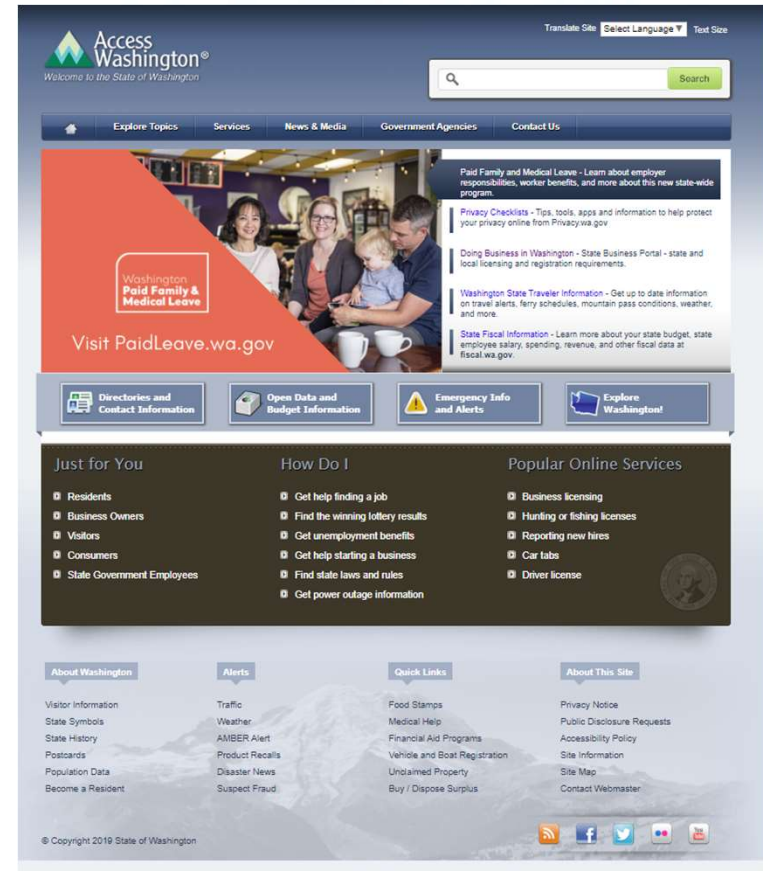 Translate Site Select Language▼ Text Size
Access
Washington®
Welcome to the State of Washington
Search
Explore Topics Services News & Media Government Agencies Contact Us
Paid Family and Medical Leave - Learn about employer
responsibilities, worker benefits, and more about this new state-wide
program.
Privacy Checklists - Tips, tools, apps and information to help protect
your privacy online from Privacy.wa.gov
Doing Business in Washington - State Business Portal - state and
local licensing and registration requirements.
Washington State Traveler Information - Get up to date information
on travel alerts, ferry schedules, mountain pass conditions, weather,
and more.
State Fiscal Information - Learn more about your state budget, state
employee salary, spending, revenue, and other fiscal data at
fiscal.wa.gov.
Washington
Paid Family &
Medical Leave
Visit PaidLeave.wa.gov
Directories and
Contact Information
Open Data and
Budget Information
Emergency Info
and Alerts
Explore
Washington!
Just for You
Residents
Business Owners
Visitors
Consumers
State Government Employees
How Do I
Get help finding a job
Find the winning lottery results
Get unemployment benefits
Get help starting a business
Find state laws and rules
Get power outage information
Popular Online Services
Business licensing
Hunting or fishing licenses
Reporting new hires
Car tabs
Driver license
About Washington
Visitor Information
State Symbols
State History
Postcards
Population Data
Become a Resident
Alerts
Traffic
Weather
AMBER Alert
Product Recalls
Disaster News
Suspect Fraud
Quick Links
Food Stamps
Medical Help
Financial Aid Programs
Vehicle and Boat Registration
Unclaimed Property
Buy / Dispose Surplus
About This Site
Privacy Notice
Public Disclosure Requests
Accessibility Policy
Site Information
Site Map
Contact Webmaster
© Copyright 2019 State of Washington